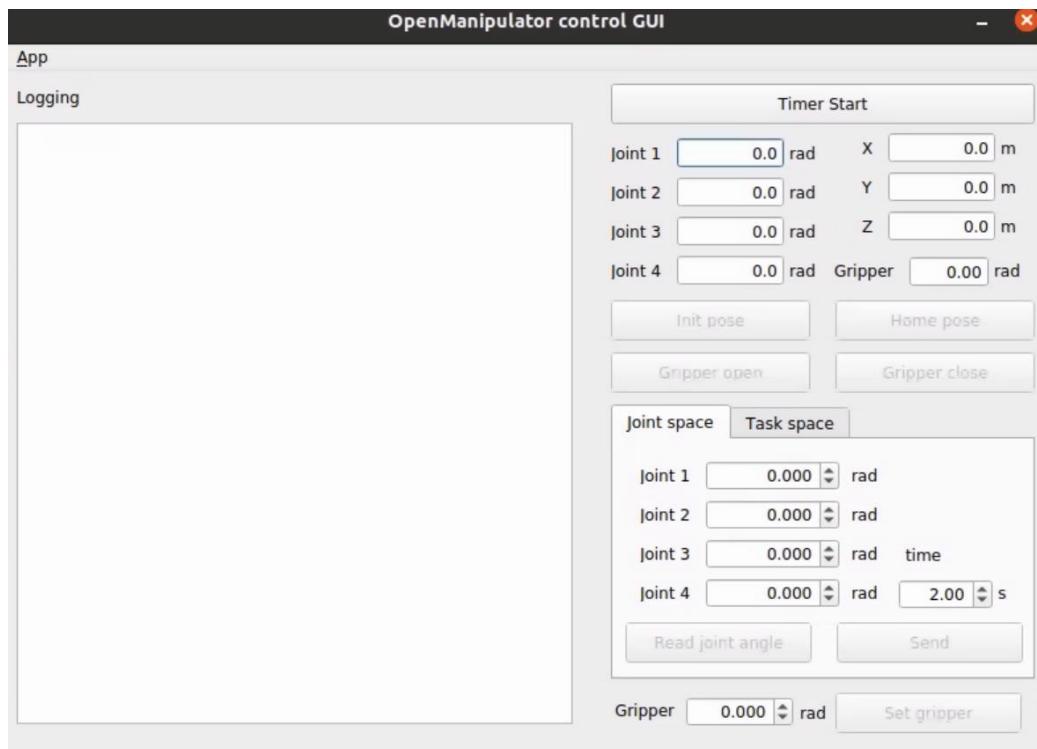 OpenManipulator control GUI
App
Logging
Timer Start
Joint 1 0.0 rad X 0.0 m
Joint 2 0.0 rad Y 0.0 m
Joint 3 0.0 rad Z 0.0 m
Joint 4 0.0 rad Gripper 0.00 rad
Init pose Home pose
Gripper open Gripper close
Joint space Task space
Joint 1 0.000 rad
Joint 2 0.000 rad
Joint 3 0.000 rad time
Joint 4 0.000 rad 2.00 s
Read joint angle Send
Gripper 0.000 rad Set gripper